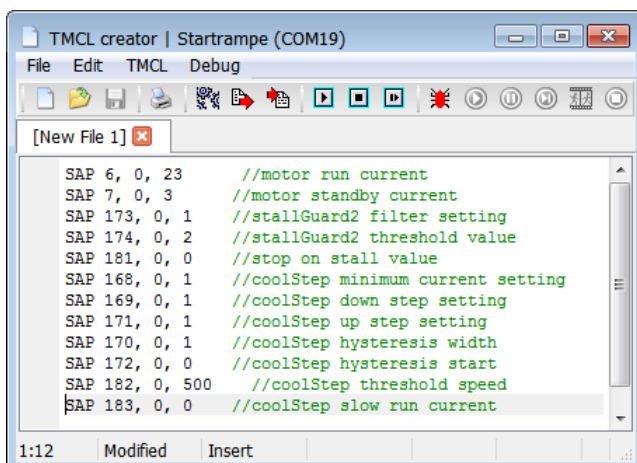 TMCL creator | Startrampe (COM19)
File Edit TMCL Debug
[New File 1]
SAP 6, 0, 23 //motor run current
SAP 7, 0, 3 //motor standby current
SAP 173, 0, 1 //stallGuard2 filter setting
SAP 174, 0, 2 //stallGuard2 threshold value
SAP 181, 0, 0 //stop on stall value
SAP 168, 0, 1 //coolStep minimum current setting
SAP 169, 0, 1 //coolStep down step setting
SAP 171, 0, 1 //coolStep up step setting
SAP 170, 0, 1 //coolStep hysteresis width
SAP 172, 0, 0 //coolStep hysteresis start
SAP 182, 0, 500 //coolStep threshold speed
SAP 183, 0, 0 //coolStep slow run current
1:12 Modified Insert